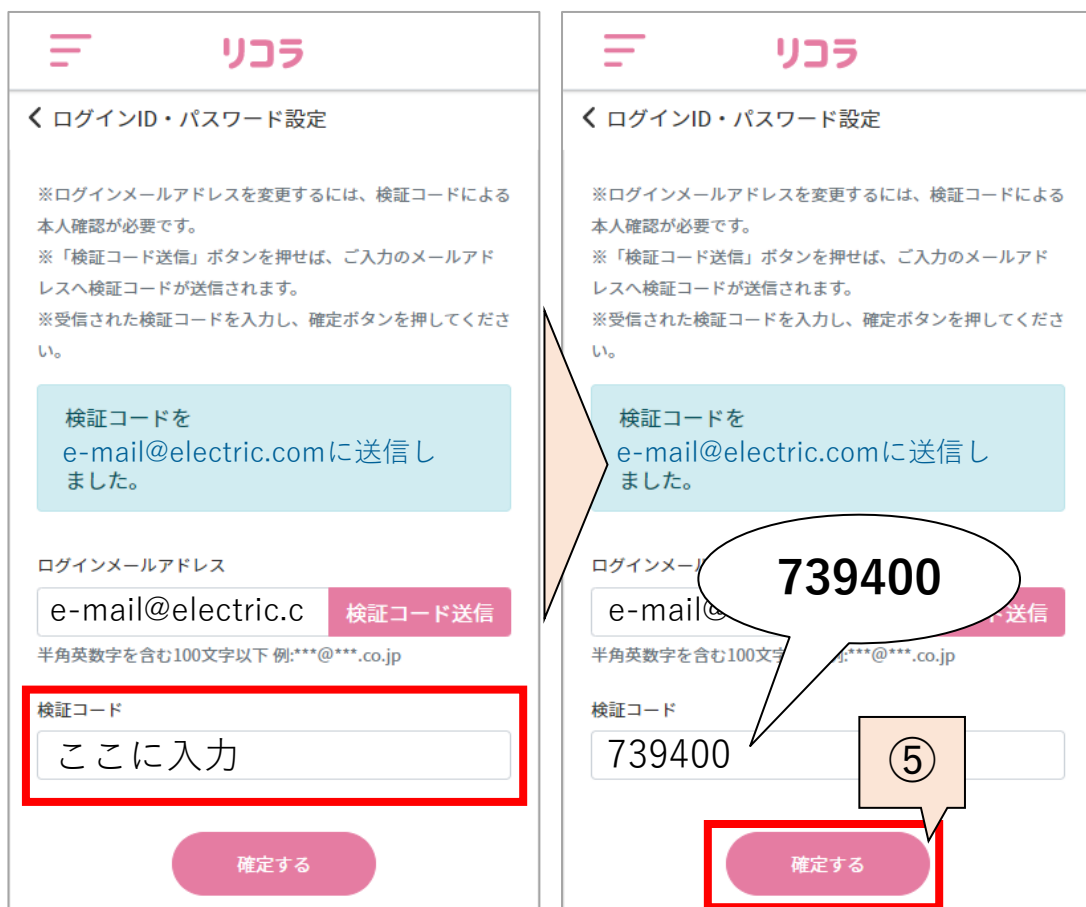 リコラ
ログインID・パスワード設定
※ログインメールアドレスを変更するには、検証コードによる
本人確認が必要です。
※「検証コード送信」ボタンを押せば、ご入力のメールアド
レスへ検証コードが送信されます。
※受信された検証コードを入力し、確定ボタンを押してくださ
い。
検証コードを
e-mail@electric.comに送信し
ました。
ログインメールアドレス
e-mail@electric.c
検証コード送信
半角英数字を含む100文字以下 例:***@***.co.jp
検証コード
ここに入力
確定する
リコラ
ログインID・パスワード設定
※ログインメールアドレスを変更するには、検証コードによる
本人確認が必要です。
※「検証コード送信」ボタンを押せば、ご入力のメールアド
レスへ検証コードが送信されます。
※受信された検証コードを入力し、確定ボタンを押してくださ
い。
検証コードを
e-mail@electric.comに送信し
ました。
ログインメー
739400
e-mail@
送信
半角英数字を含む100文字 ***@***.co.jp
検証コード
739400
⑤
確定する